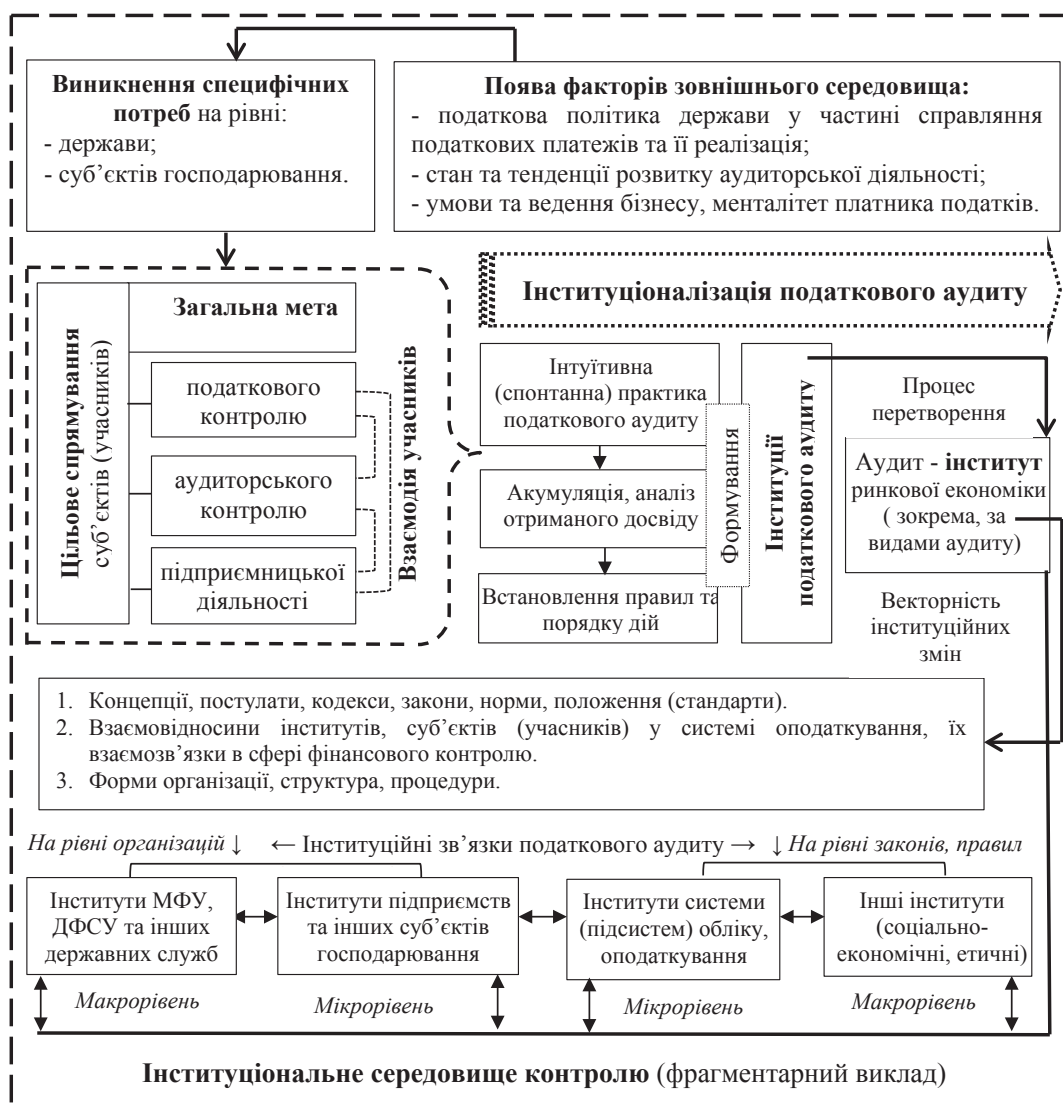 Виникнення специфічних
потреб на рівні:
- держави;
- суб’єктів господарювання.
Поява факторів зовнішнього середовища:
- податкова політика держави у частині справляння
податкових платежів та її реалізація;
- стан та тенденції розвитку аудиторської діяльності;
- умови та ведення бізнесу, менталітет платника податків.
Цільове спрямування
суб’єктів (учасників)
Загальна мета
податкового
контролю
аудиторського
контролю
підприємницької
діяльності
Взаємодія учасників
Інституціоналізація податкового аудиту
Інтуїтивна
(спонтанна) практика
податкового аудиту
Акумуляція, аналіз
отриманого досвіду
Встановлення правил та
порядку дій
Формування
Інституції
податкового аудиту
Процес
перетворення
Аудит - інститут
ринкової економіки
( зокрема, за
видами аудиту)
Векторність
інституційних
змін
1. Концепції, постулати, кодекси, закони, норми, положення (стандарти).
2. Взаємовідносини інститутів, суб’єктів (учасників) у системі оподаткування, їх
взаємозв’язки в сфері фінансового контролю.
3. Форми організації, структура, процедури.
На рівні організацій ↓ ← Інституційні зв’язки податкового аудиту → ↓ На рівні законів, правил
Інститути МФУ,
ДФСУ та інших
державних служб
Інститути підприємств
та інших суб’єктів
господарювання
Інститути системи
(підсистем) обліку,
оподаткування
Інші інститути
(соціально-
економічні, етичні)
Макрорівень
Мікрорівень
Мікрорівень
Макрорівень
Інституціональне середовище контролю (фрагментарний виклад)